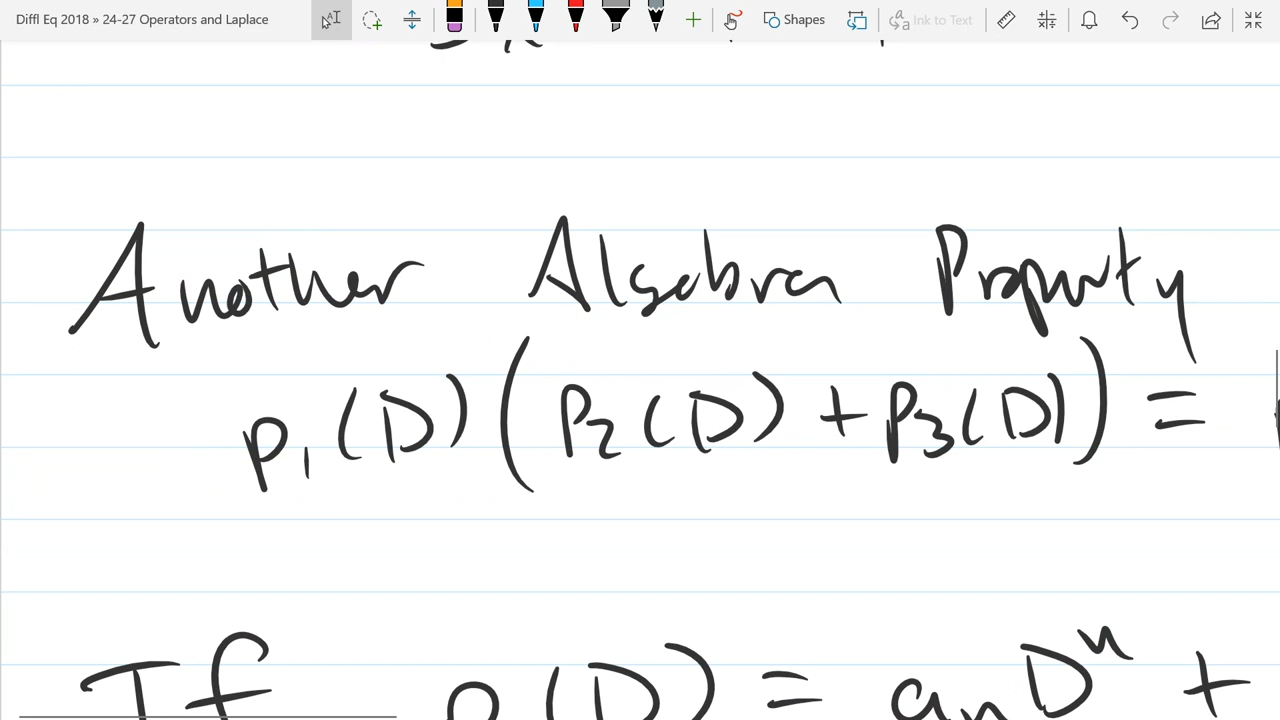 Diffl Eq 2018 » 24-27 Operators and Laplace Shapes Ink to Text
Another Algebra Property
p₁(D)(p₂(D) + p₃(D)) =
If p(D) = aₙDⁿ +